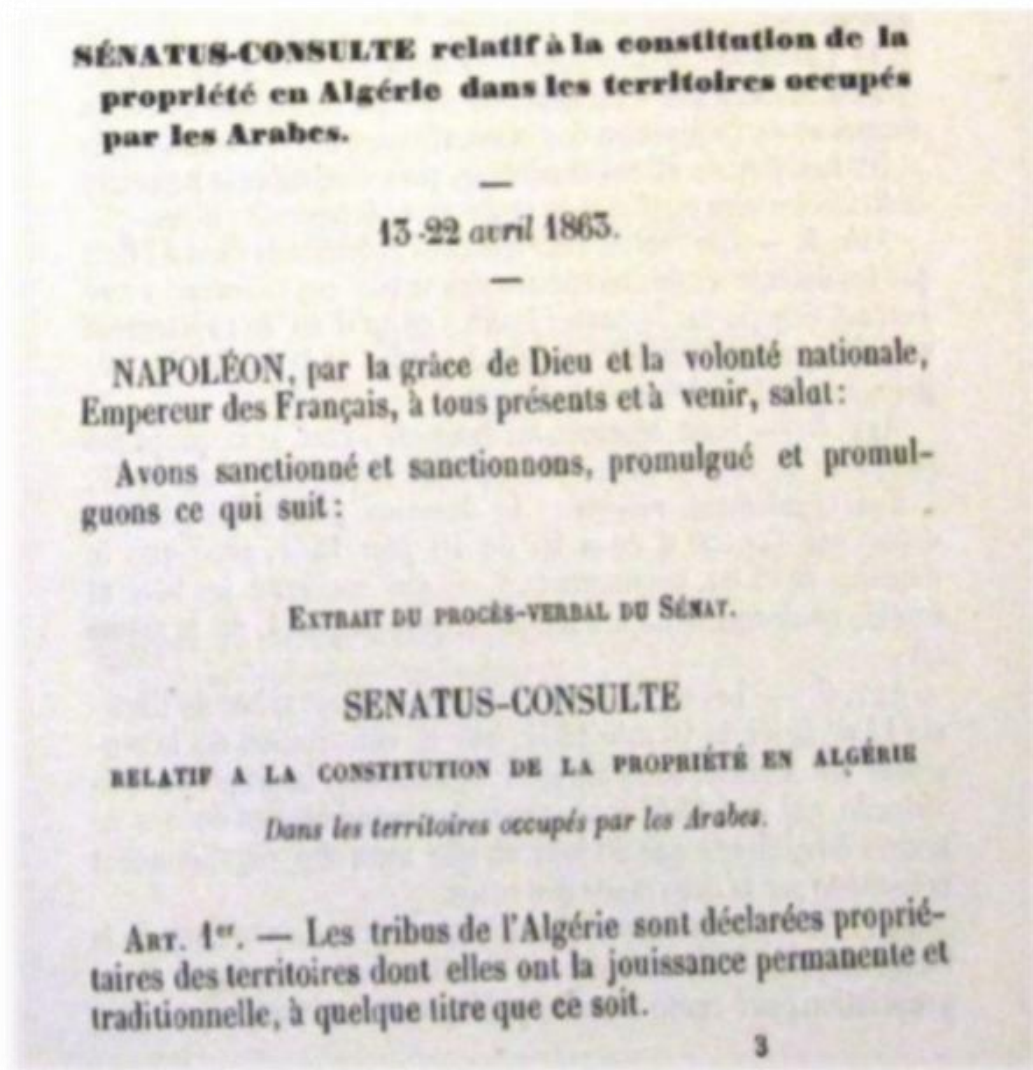 SÉNATUS-CONSULTE relatif à la constitution de la
propriété en Algérie dans les territoires occupés
par les Arabes.
—
13-22 avril 1863.
—
NAPOLÉON, par la grâce de Dieu et la volonté nationale,
Empereur des Français, à tous présents et à venir, salut :
Avons sanctionné et sanctionnons, promulgué et promul-
guons ce qui suit :
EXTRAIT DU PROCÈS-VERBAL DU SÉNAT.
SENATUS-CONSULTE
RELATIF A LA CONSTITUTION DE LA PROPRIÉTÉ EN ALGÉRIE
Dans les territoires occupés par les Arabes.
ART. 1er. — Les tribus de l'Algérie sont déclarées proprié-
taires des territoires dont elles ont la jouissance permanente et
traditionnelle, à quelque titre que ce soit.
3